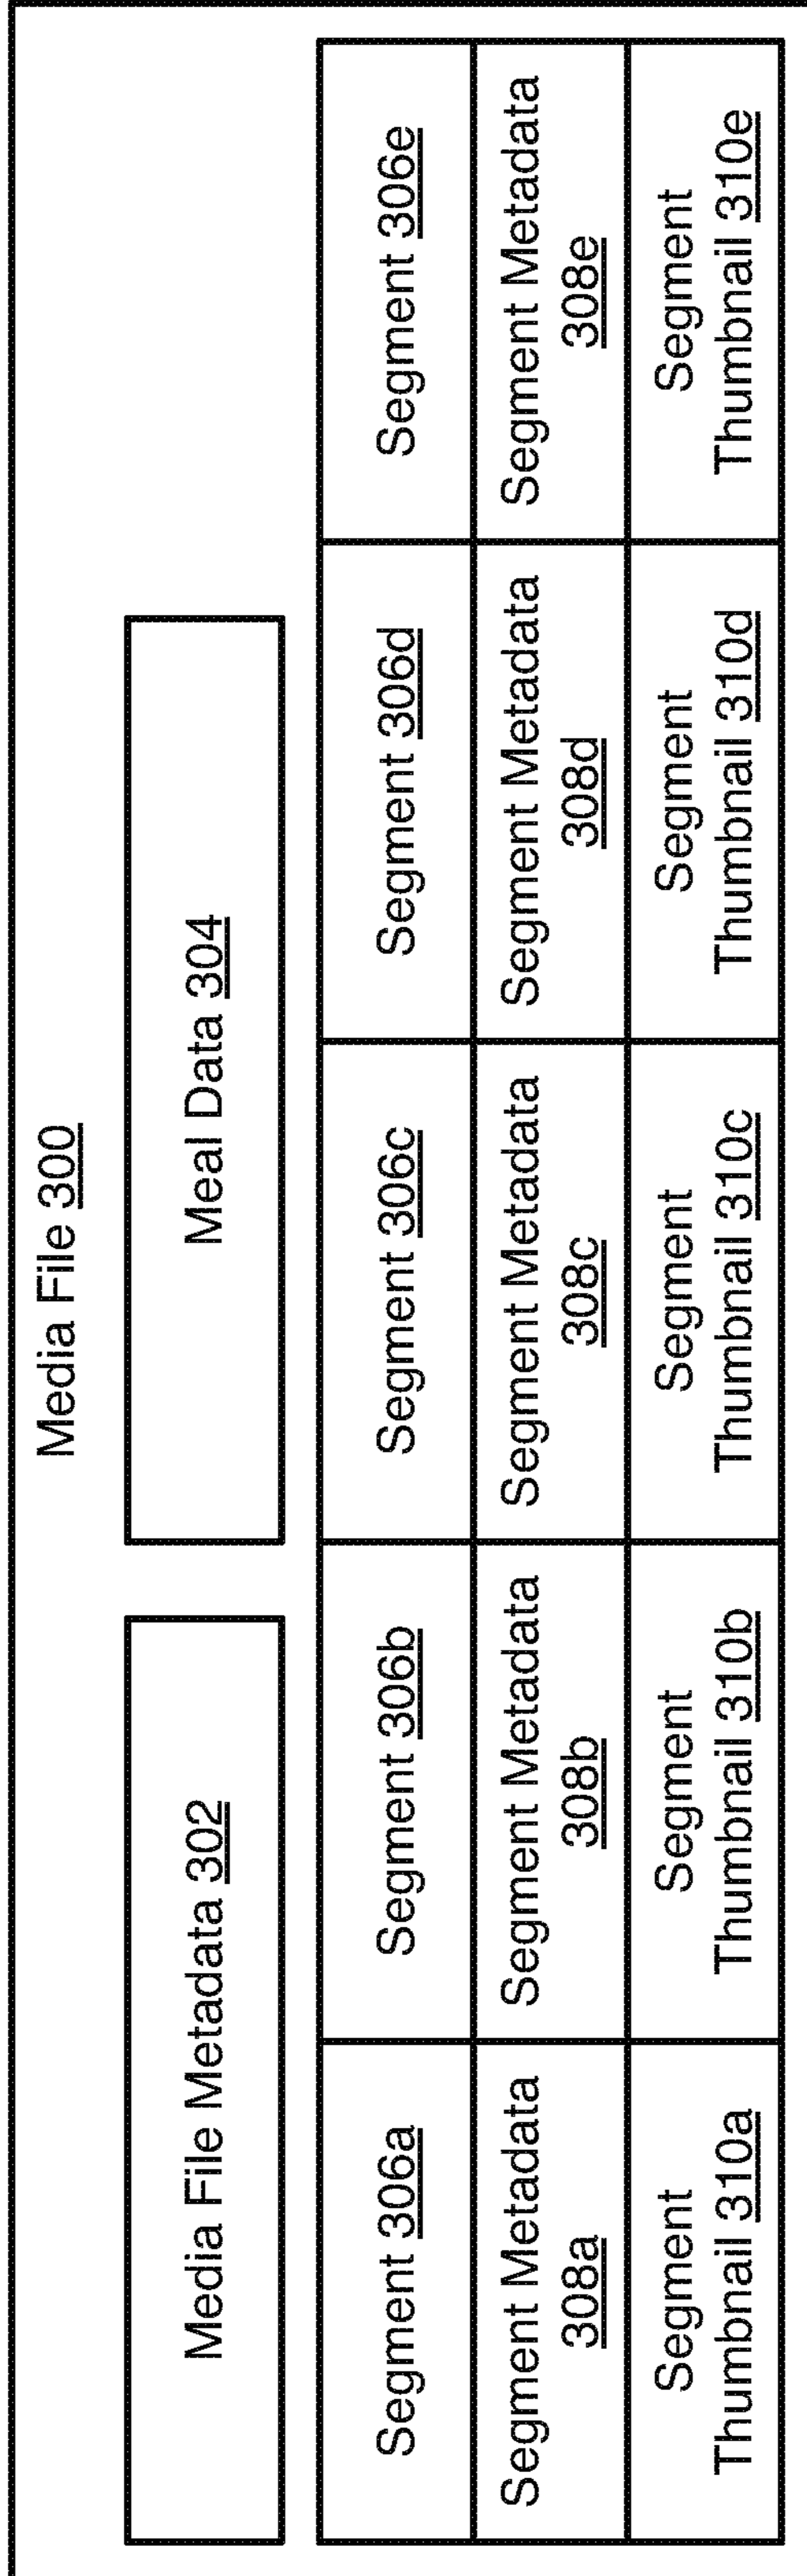 Media File 300
Media File Metadata 302
Meal Data 304
Segment 306a
Segment 306b
Segment 306c
Segment 306d
Segment 306e
Segment Metadata
308a
Segment Metadata
308b
Segment Metadata
308c
Segment Metadata
308d
Segment Metadata
308e
Segment
Thumbnail 310a
Segment
Thumbnail 310b
Segment
Thumbnail 310c
Segment
Thumbnail 310d
Segment
Thumbnail 310e